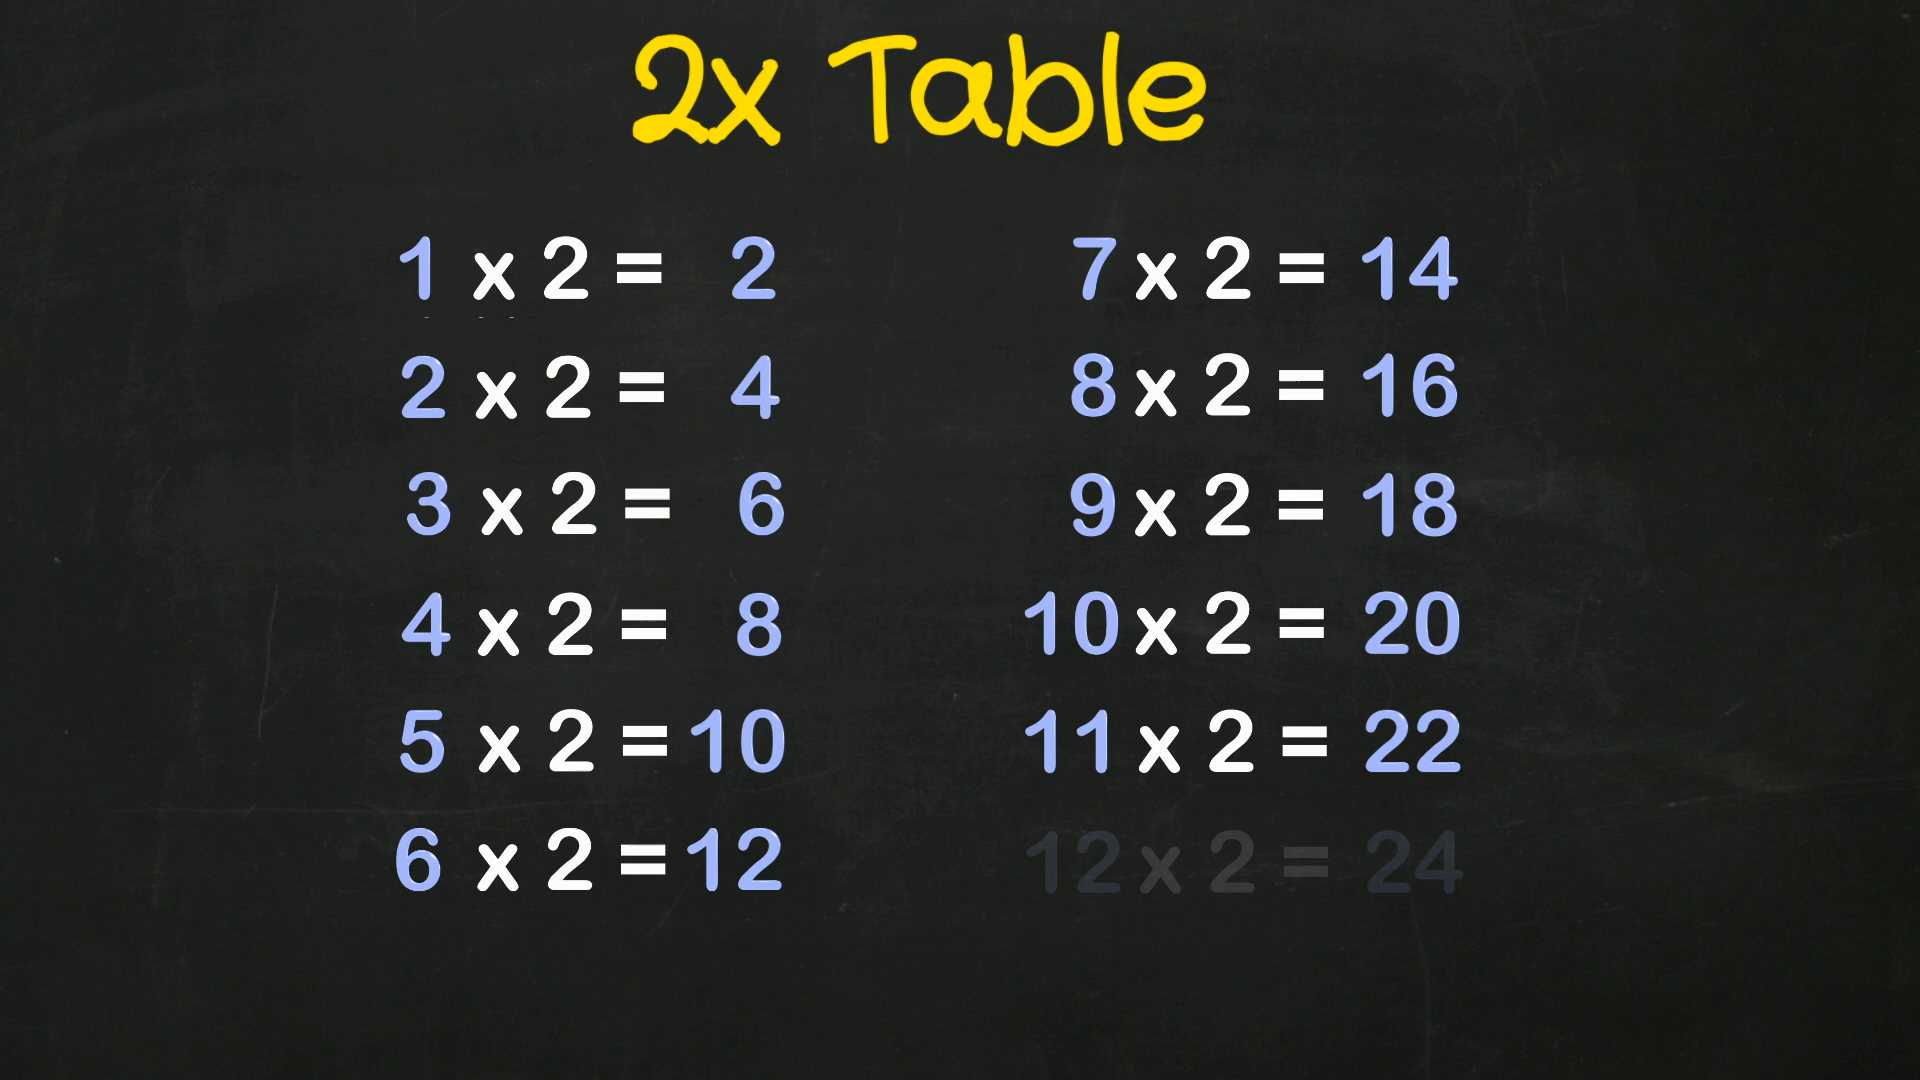 2x Table
1 x 2 = 2
2 x 2 = 4
3 x 2 = 6
4 x 2 = 8
5 x 2 = 10
6 x 2 = 12
7 x 2 = 14
8 x 2 = 16
9 x 2 = 18
10 x 2 = 20
11 x 2 = 22
12 x 2 = 24